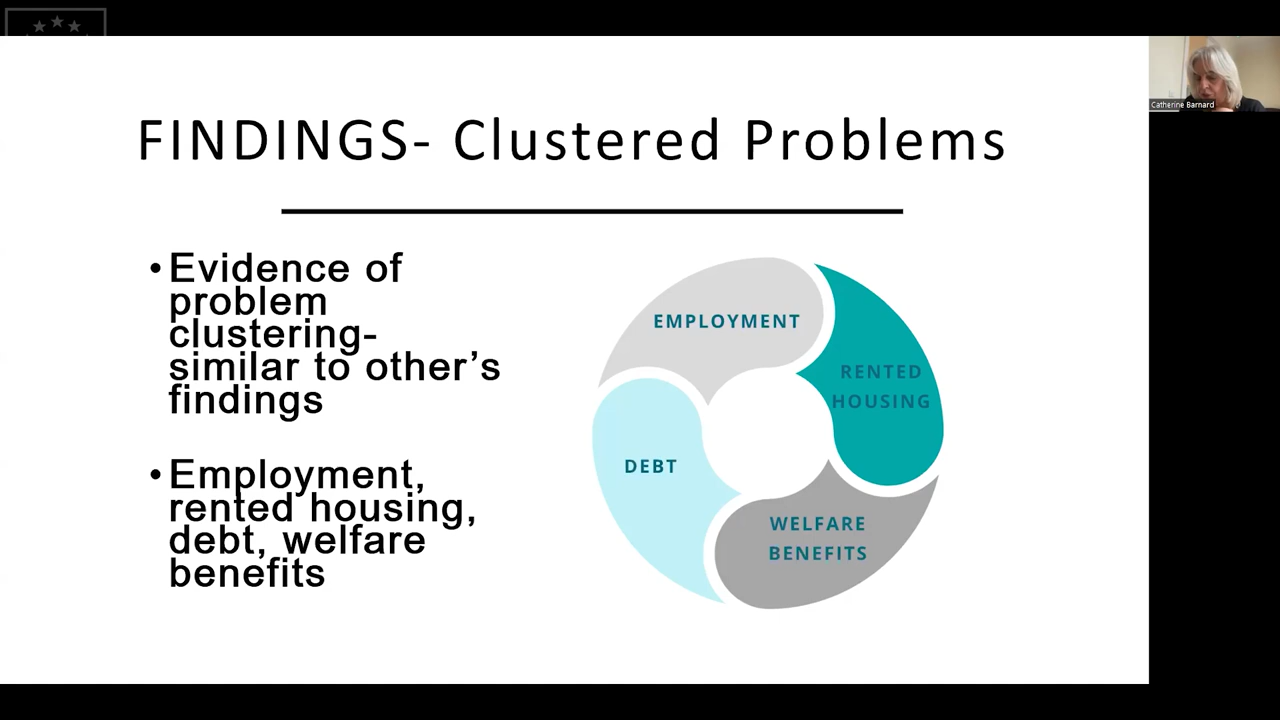 FINDINGS- Clustered Problems
• Evidence of
problem
clustering-
similar to other’s
findings
• Employment,
rented housing,
debt, welfare
benefits
EMPLOYMENT
RENTED
HOUSING
DEBT
WELFARE
BENEFITS
Catherine Barnard